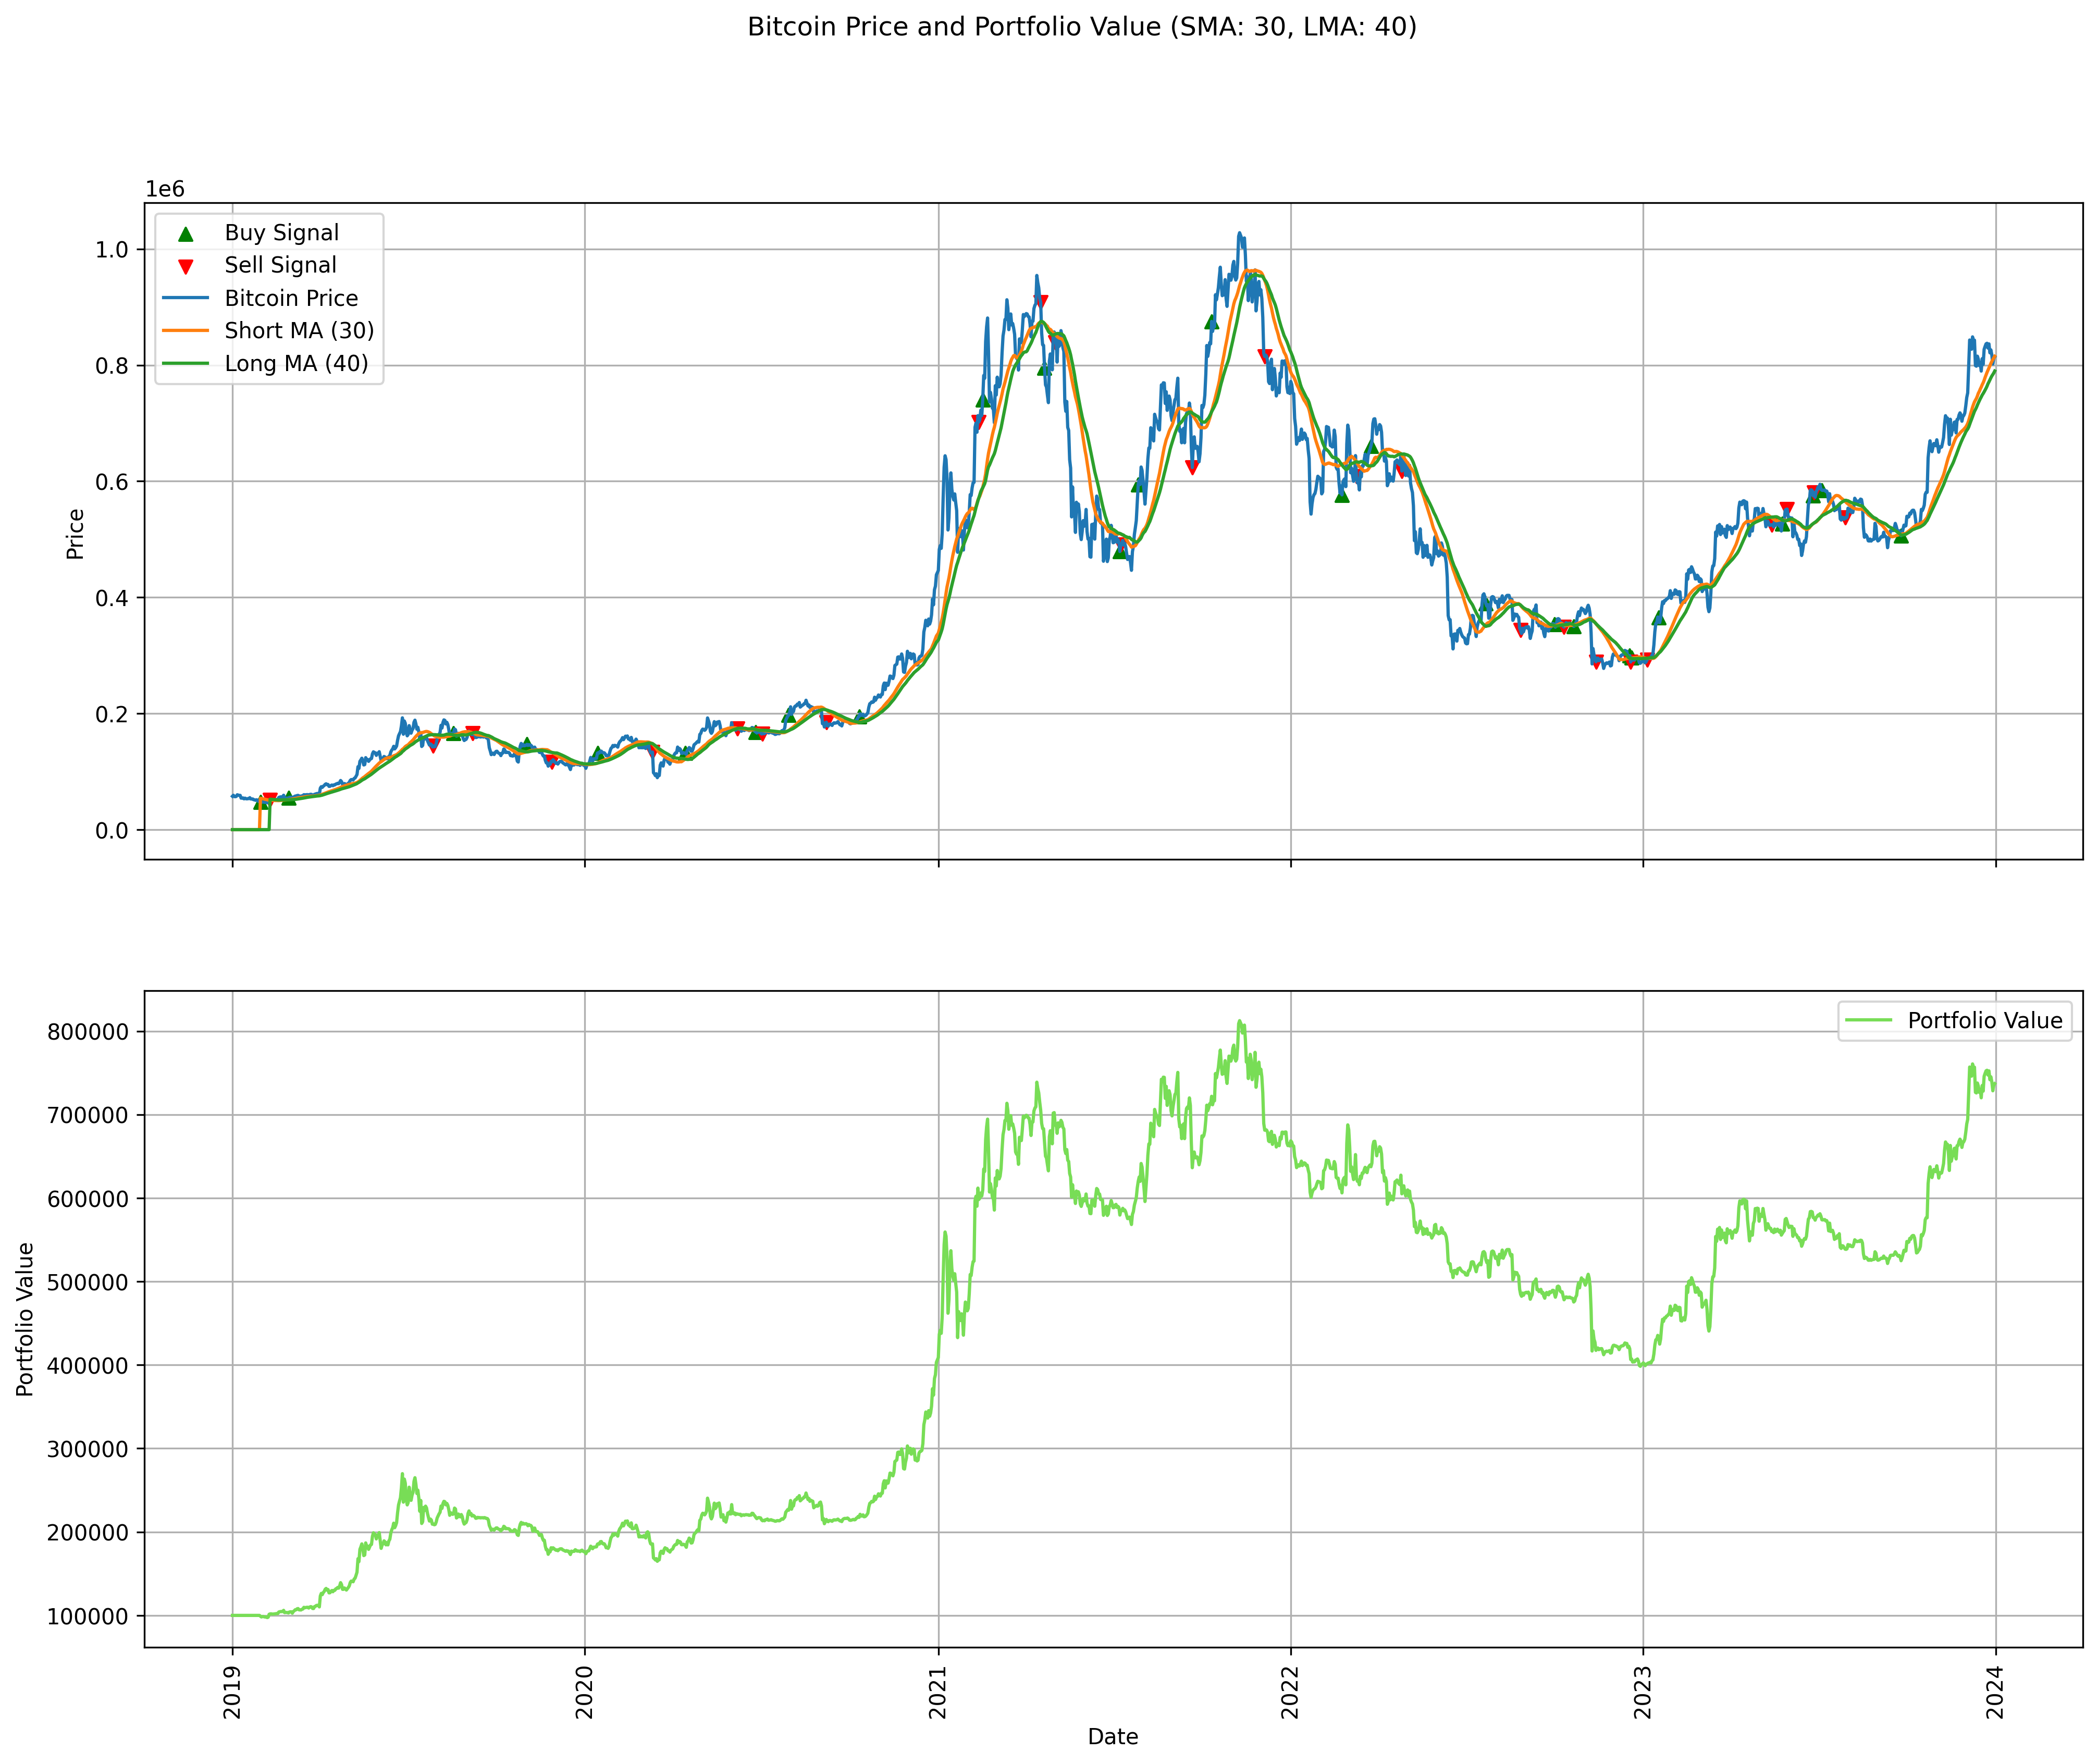 Bitcoin Price and Portfolio Value (SMA: 30, LMA: 40)
1e6
Buy Signal
Sell Signal
Bitcoin Price
Short MA (30)
Long MA (40)
1.0
0.8
0.6
0.4
0.2
0.0
Price
Portfolio Value
800000
700000
600000
500000
400000
300000
200000
100000
Portfolio Value
2019
2020
2021
2022
2023
2024
Date